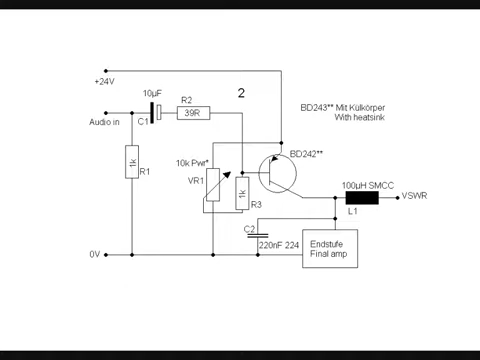 +24V
10µF
R2
2
39R
BD243** Mit Külkörper
With heatsink
Audio in
C1
BD242**
1k
R1
10k Pwr*
VR1
1k
R3
100µH SMCC
VSWR
L1
C2
220nF 224
Endstufe
Final amp
0V